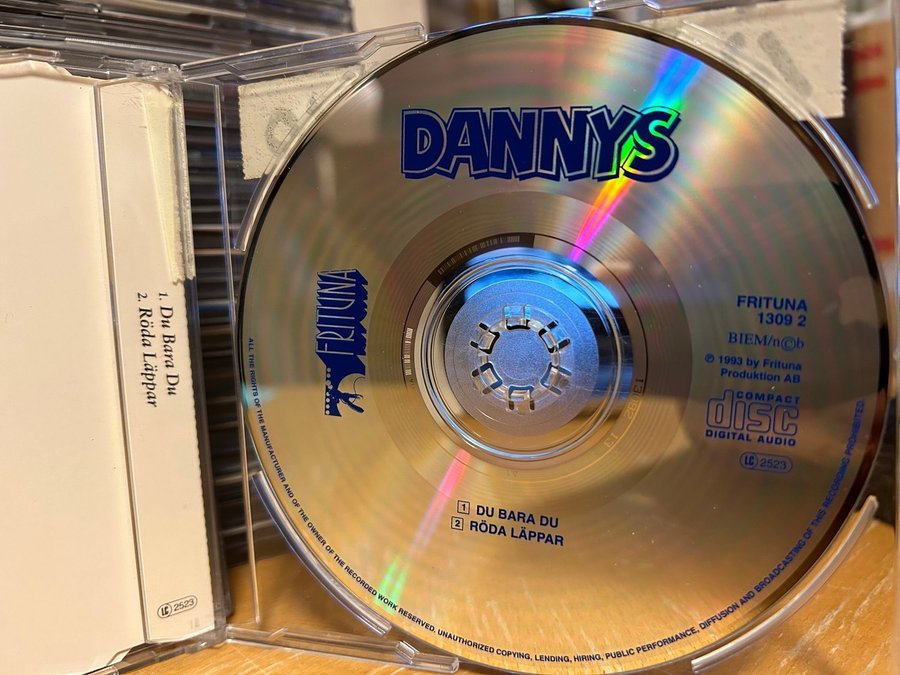 1. Du Bara Du
2. Röda Läppar
LC 2523
DANNYS
FRITUNA
FRITUNA
1309 2
BIEM/n©b
℗ 1993 by Frituna
Produktion AB
COMPACT
disc
DIGITAL AUDIO
LC 2523
1 DU BARA DU
2 RÖDA LÄPPAR
ALL THE RIGHTS OF THE MANUFACTURER AND OF THE OWNER OF THE RECORDED WORK RESERVED. UNAUTHORIZED COPYING, LENDING, HIRING, PUBLIC PERFORMANCE, DIFFUSION AND BROADCASTING OF THIS RECORDING PROHIBITED.